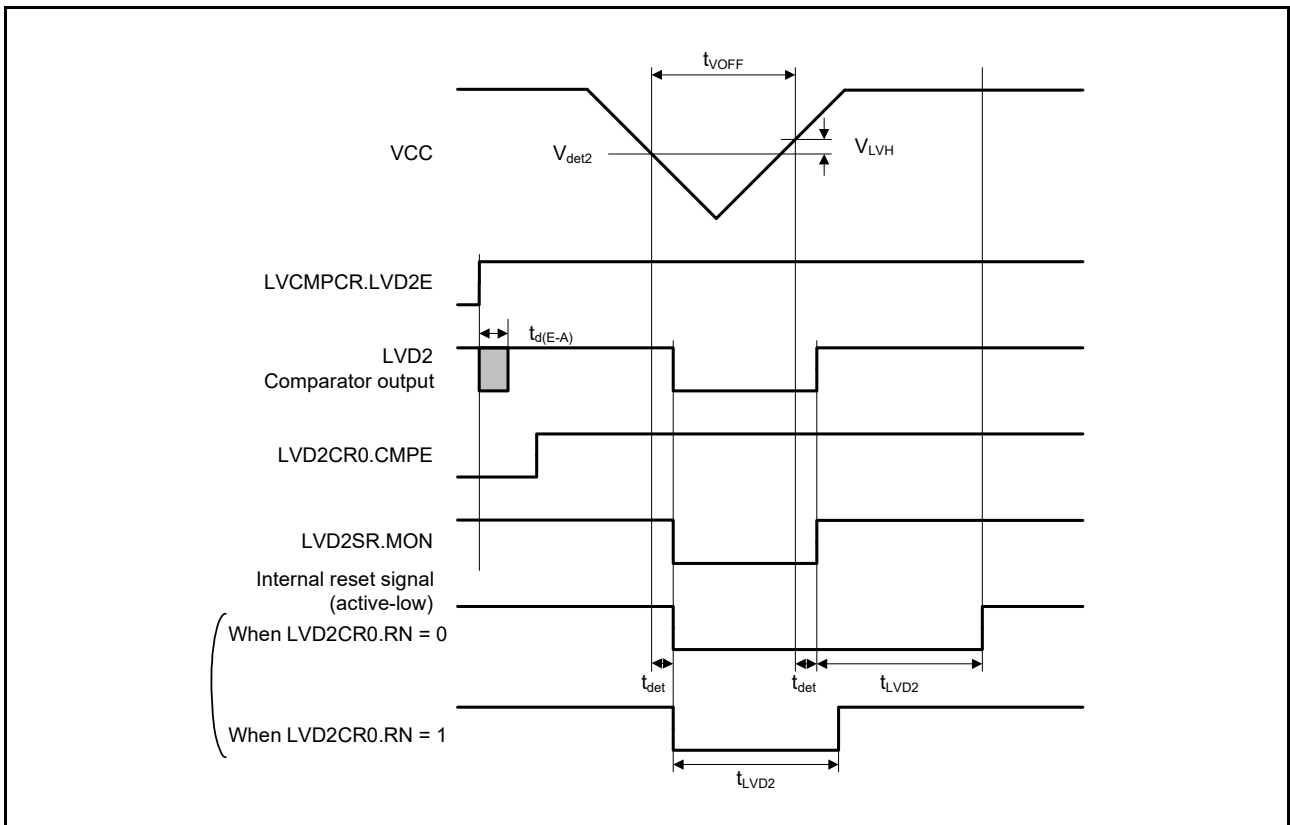 tVOFF
VCC
Vdet2
VLVH
LVCMPCR.LVD2E
td(E-A)
LVD2
Comparator output
LVD2CR0.CMPE
LVD2SR.MON
Internal reset signal
(active-low)
When LVD2CR0.RN = 0
tdet
tdet
tLVD2
When LVD2CR0.RN = 1
tLVD2